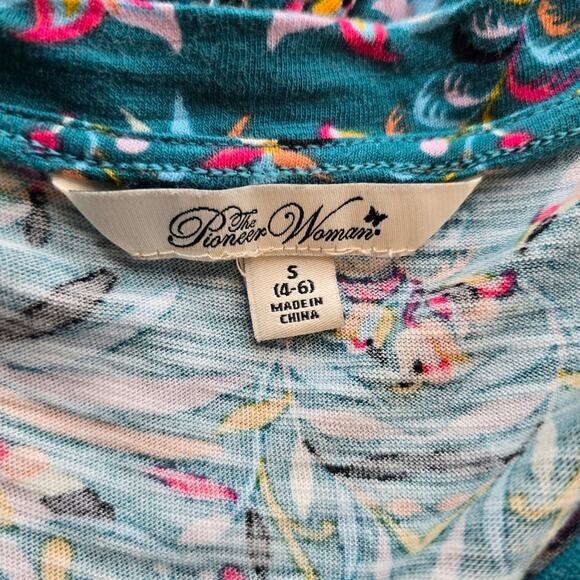 The
Pioneer Woman
S
(4-6)
MADE IN
CHINA